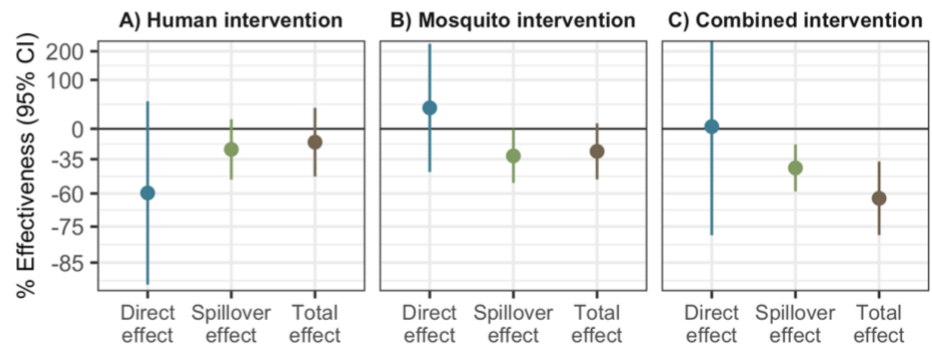 A) Human intervention
B) Mosquito intervention
C) Combined intervention
% Effectiveness (95% CI)
200
100
0
-35
-60
-75
-85
Direct effect
Spillover effect
Total effect
Direct effect
Spillover effect
Total effect
Direct effect
Spillover effect
Total effect